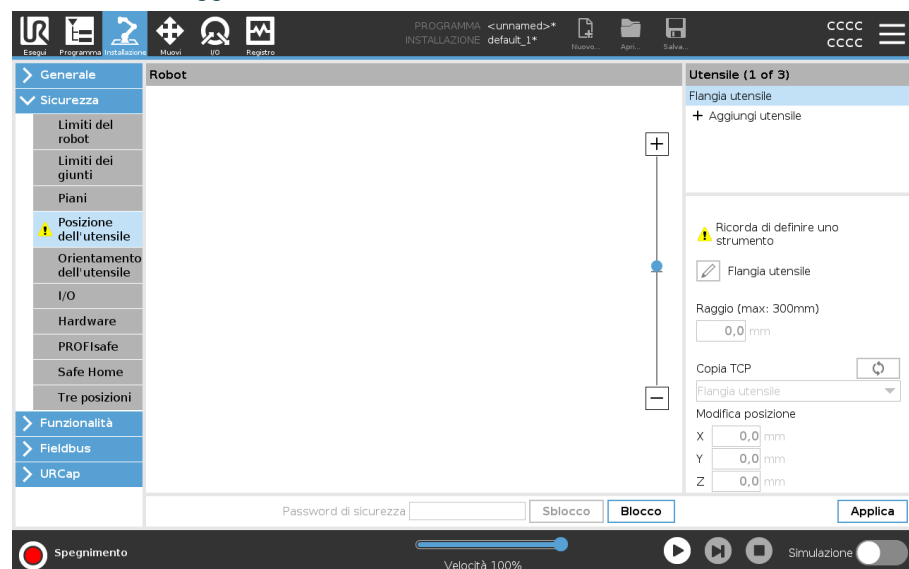 PROGRAMMA <unnamed>*
INSTALLAZIONE default_1*
Esegui Programma Installazione Muovi I/O Registro
Nuovo... Apri... Salva...
cccc
cccc
Generale
Sicurezza
Limiti del
robot
Limiti dei
giunti
Piani
Posizione
dell'utensile
Orientamento
dell'utensile
I/O
Hardware
PROFIsafe
Safe Home
Tre posizioni
Funzionalità
Fieldbus
URCap
Robot
Utensile (1 of 3)
Flangia utensile
+ Aggiungi utensile
Ricorda di definire uno
strumento
Flangia utensile
Raggio (max: 300mm)
0,0 mm
Copia TCP
Flangia utensile
Modifica posizione
X 0,0 mm
Y 0,0 mm
Z 0,0 mm
Password di sicurezza Sblocco Blocco
Applica
Spegnimento
Velocità 100%
Simulazione